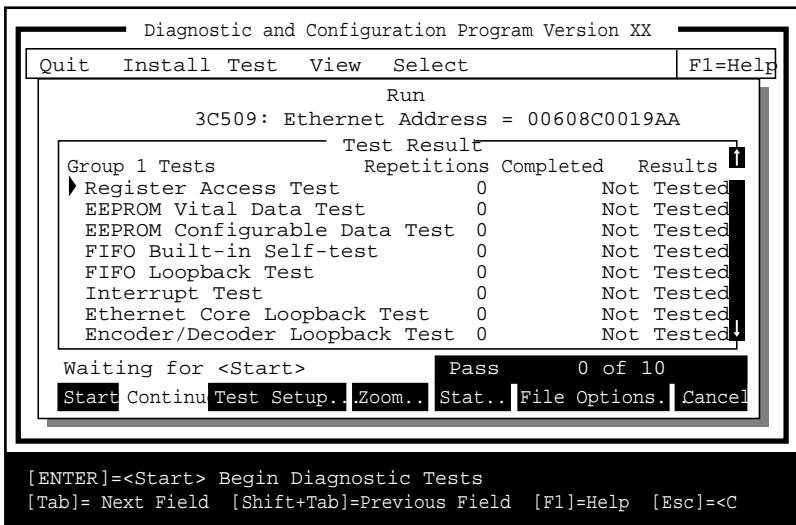 Diagnostic and Configuration Program Version XX
Quit Install Test View Select F1=Help
Run
3C509: Ethernet Address = 00608C0019AA
Test Result
Group 1 Tests Repetitions Completed Results
Register Access Test 0 Not Tested
EEPROM Vital Data Test 0 Not Tested
EEPROM Configurable Data Test 0 Not Tested
FIFO Built-in Self-test 0 Not Tested
FIFO Loopback Test 0 Not Tested
Interrupt Test 0 Not Tested
Ethernet Core Loopback Test 0 Not Tested
Encoder/Decoder Loopback Test 0 Not Tested
Waiting for <Start> Pass 0 of 10
Start Continu Test Setup.. Zoom.. Stat.. File Options. Cancel
[ENTER]=<Start> Begin Diagnostic Tests
[Tab]= Next Field [Shift+Tab]=Previous Field [F1]=Help [Esc]=<C